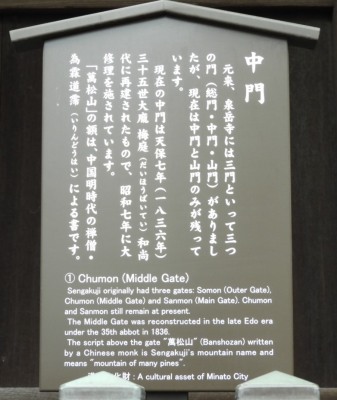 中門
元来、泉岳寺には三門といって三つ
の門（総門・中門・山門）がありまし
たが、現在は中門と山門のみが残って
います。
現在の中門は天保七年（一八三六年）
三十五世大龐 梅庭（だいほうばいてい）和尚
代に再建されたもので、昭和七年に大
修理を施されています。
「萬松山」の額は、中国明時代の禅僧・
為霖道霈（いりんどうはい）による書です。
① Chumon (Middle Gate)
Sengakuji originally had three gates: Somon (Outer Gate),
Chumon (Middle Gate) and Sanmon (Main Gate). Chumon
and Sanmon still remain at present.
The Middle Gate was reconstructed in the late Edo era
under the 35th abbot in 1836.
The script above the gate "萬松山" (Banshozan) written
by a Chinese monk is Sengakuji's mountain name and
means "mountain of many pines".
化財 : A cultural asset of Minato City